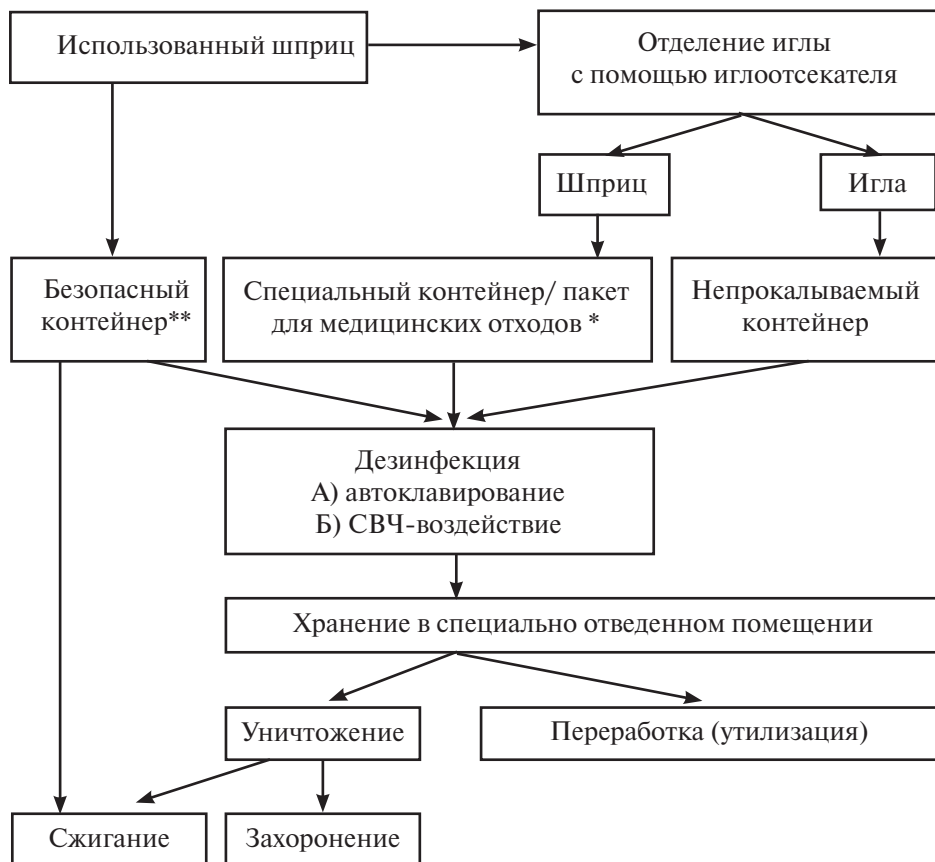 Использованный шприц
Отделение иглы
с помощью иглоотсекателя
Шприц
Игла
Безопасный
контейнер**
Специальный контейнер/ пакет
для медицинских отходов *
Непрокалываемый
контейнер
Дезинфекция
А) автоклавирование
Б) СВЧ-воздействие
Хранение в специально отведенном помещении
Уничтожение
Переработка (утилизация)
Сжигание
Захоронение